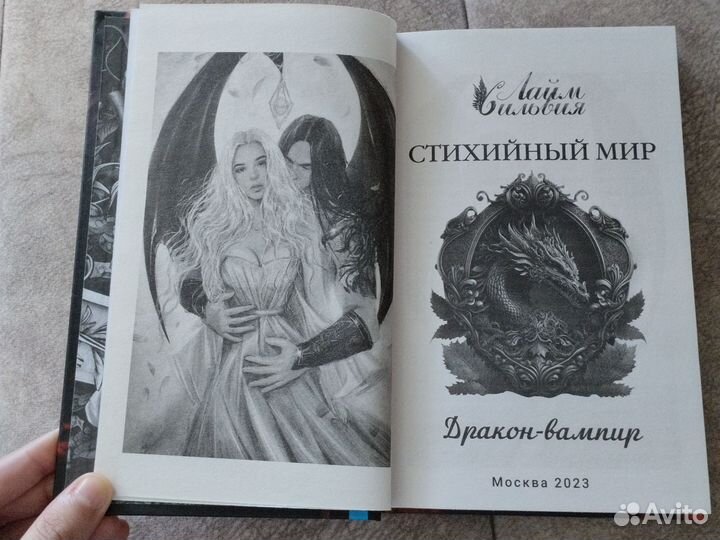 Лайм
Сильвия
СТИХИЙНЫЙ МИР
Дракон-вампир
Москва 2023
Avito